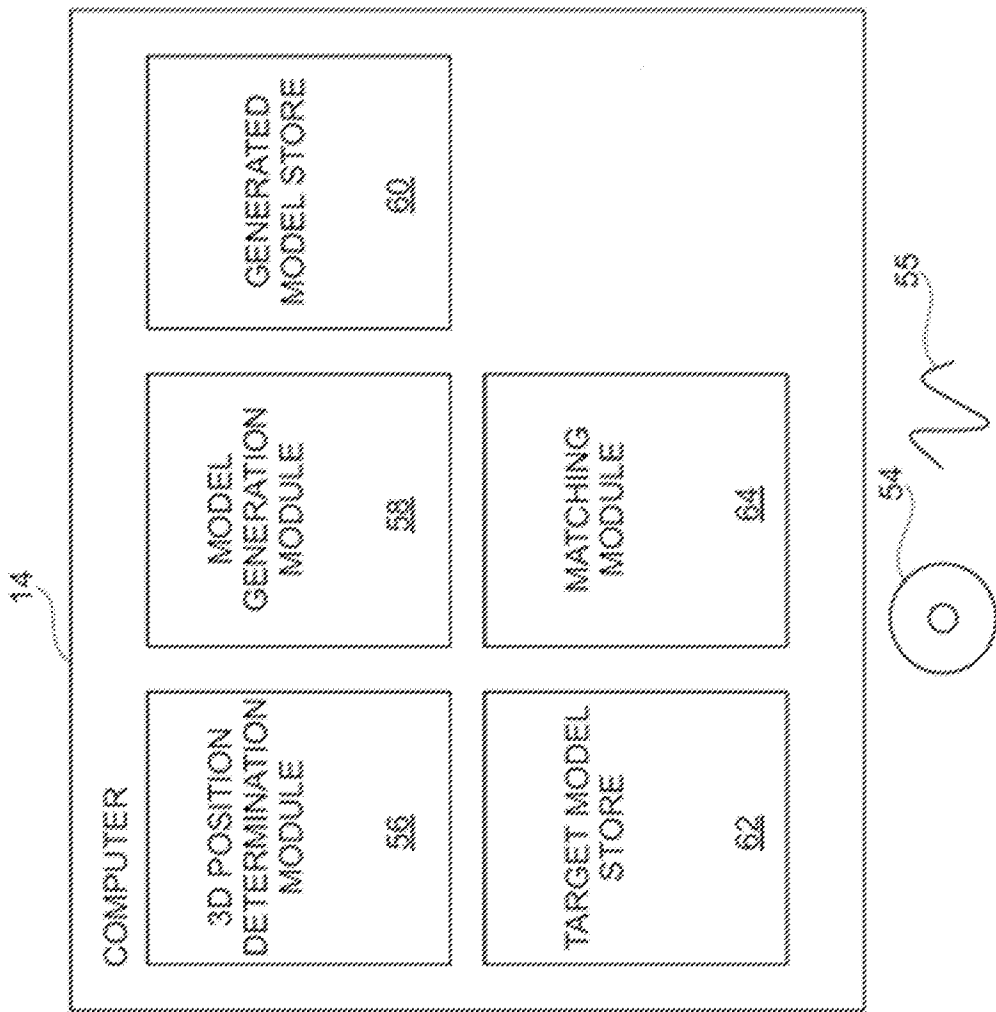 14
COMPUTER
3D POSITION
DETERMINATION
MODULE
56
MODEL
GENERATION
MODULE
58
GENERATED
MODEL STORE
60
TARGET MODEL
STORE
62
MATCHING
MODULE
64
54
55